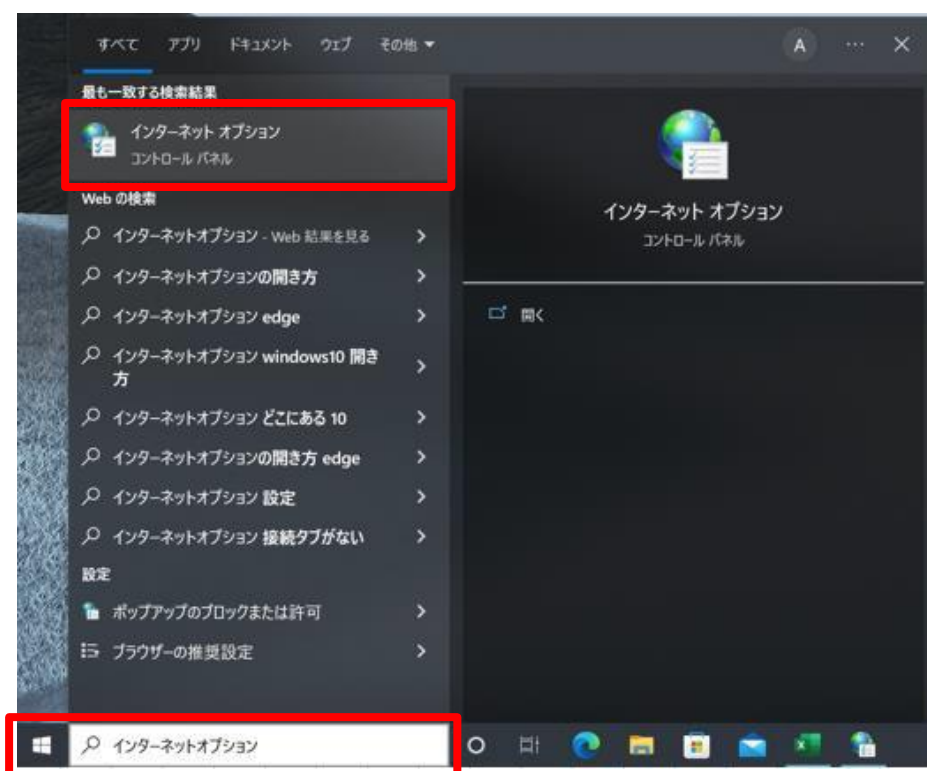 すべて アプリ ドキュメント ウェブ その他 A ... ×
最も一致する検索結果
インターネット オプション
コントロール パネル
Web の検索
インターネットオプション - Web 結果を見る
インターネットオプションの開き方
インターネットオプション edge
インターネットオプション windows10 開き
方
インターネットオプション どこにある 10
インターネットオプションの開き方 edge
インターネットオプション 設定
インターネットオプション 接続タブがない
設定
ポップアップのブロックまたは許可
ブラウザーの推奨設定
インターネット オプション
コントロール パネル
開く
インターネットオプション